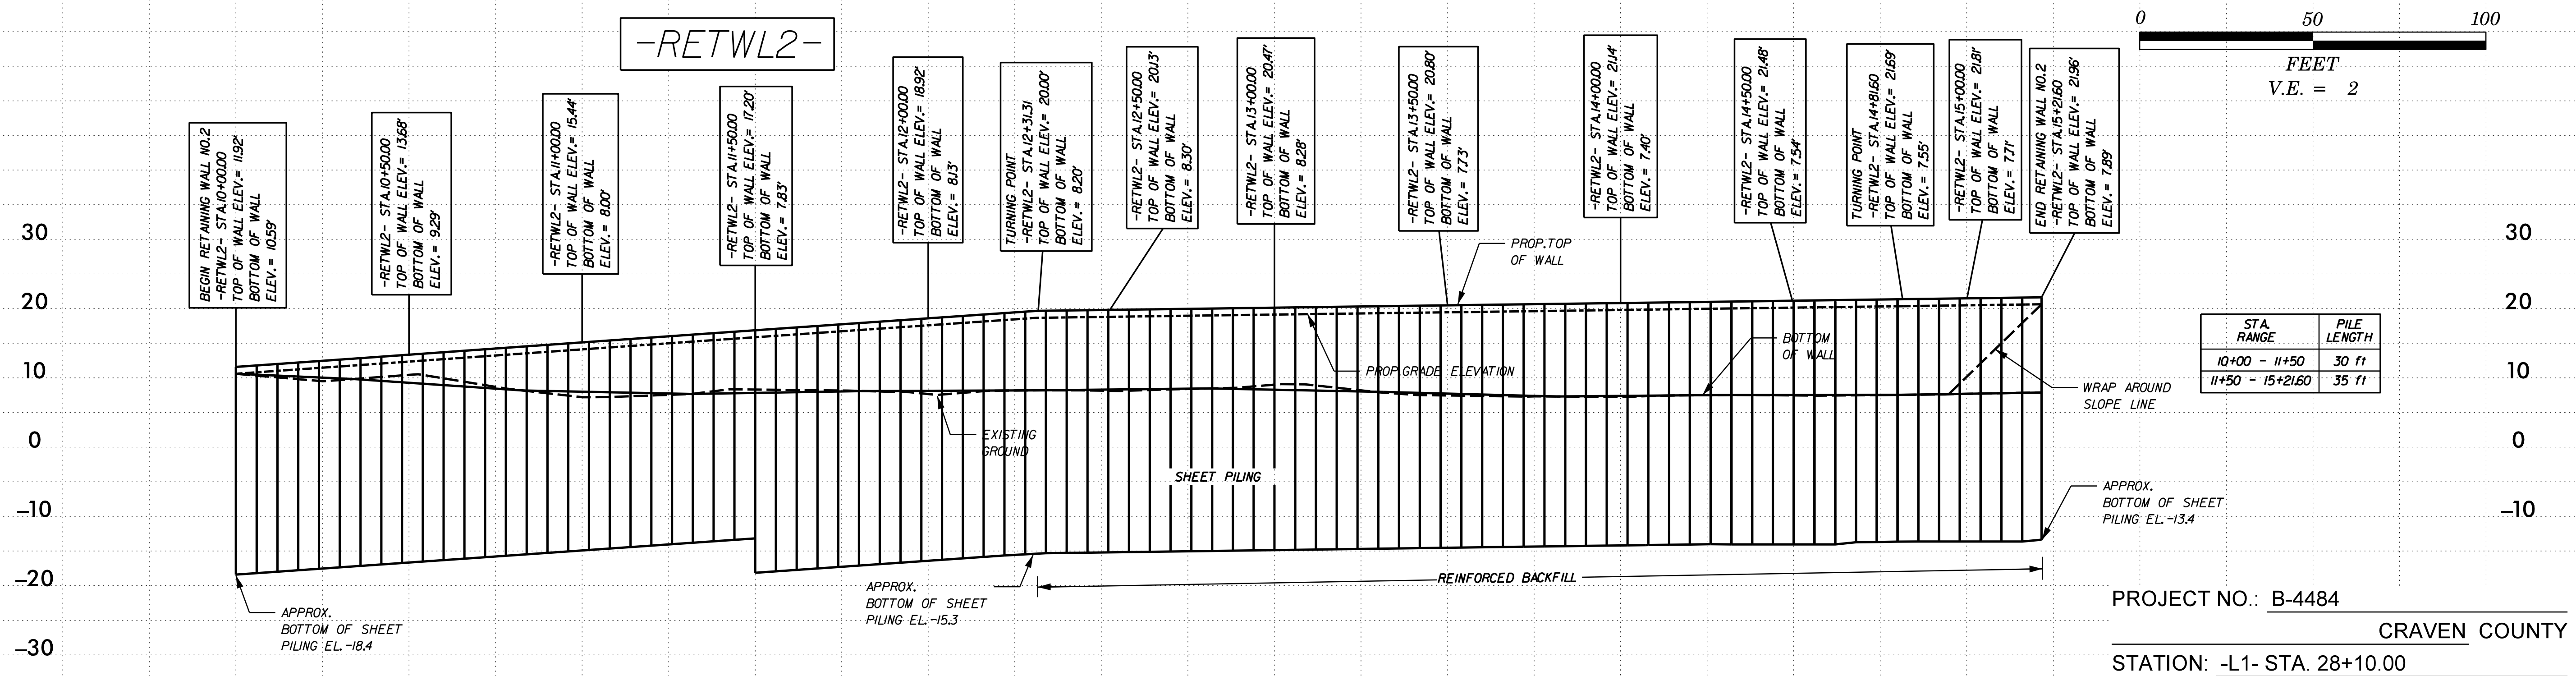 -RETWL2-
0 50 100
FEET
V.E. = 2
BEGIN RETAINING WALL NO.2
-RETWL2- STA.10+00.00
TOP OF WALL ELEV.= 11.92'
BOTTOM OF WALL
ELEV.= 10.59'
-RETWL2- STA.10+50.00
TOP OF WALL ELEV.= 13.68'
BOTTOM OF WALL
ELEV.= 9.29'
-RETWL2- STA.11+00.00
TOP OF WALL ELEV.= 15.44'
BOTTOM OF WALL
ELEV.= 8.00'
-RETWL2- STA.11+50.00
TOP OF WALL ELEV.= 17.20'
BOTTOM OF WALL
ELEV.= 7.83'
-RETWL2- STA.12+00.00
TOP OF WALL ELEV.= 18.92'
BOTTOM OF WALL
ELEV.= 8.13'
TURNING POINT
-RETWL2- STA.12+31.31
TOP OF WALL ELEV.= 20.00'
BOTTOM OF WALL
ELEV.= 8.20'
-RETWL2- STA.12+50.00
TOP OF WALL ELEV.= 20.13'
BOTTOM OF WALL
ELEV.= 8.30'
-RETWL2- STA.13+00.00
TOP OF WALL ELEV.= 20.47'
BOTTOM OF WALL
ELEV.= 8.28'
-RETWL2- STA.13+50.00
TOP OF WALL ELEV.= 20.80'
BOTTOM OF WALL
ELEV.= 7.73'
-RETWL2- STA.14+00.00
TOP OF WALL ELEV.= 21.14'
BOTTOM OF WALL
ELEV.= 7.40'
-RETWL2- STA.14+50.00
TOP OF WALL ELEV.= 21.48'
BOTTOM OF WALL
ELEV.= 7.54'
TURNING POINT
-RETWL2- STA.14+81.60
TOP OF WALL ELEV.= 21.69'
BOTTOM OF WALL
ELEV.= 7.55'
-RETWL2- STA.15+00.00
TOP OF WALL ELEV.= 21.81'
BOTTOM OF WALL
ELEV.= 7.71'
END RETAINING WALL NO.2
-RETWL2- STA.15+21.60
TOP OF WALL ELEV.= 21.96'
BOTTOM OF WALL
ELEV.= 7.89'
30 30
20 20
10 10
0 0
-10 -10
-20
-30
PROP.TOP
OF WALL
PROP.GRADE ELEVATION
BOTTOM
OF WALL
EXISTING
GROUND
SHEET PILING
WRAP AROUND
SLOPE LINE
STA. RANGE PILE LENGTH
10+00 - 11+50 30 ft
11+50 - 15+21.60 35 ft
APPROX.
BOTTOM OF SHEET
PILING EL.-18.4
APPROX.
BOTTOM OF SHEET
PILING EL.-15.3
REINFORCED BACKFILL
APPROX.
BOTTOM OF SHEET
PILING EL.-13.4
PROJECT NO.: B-4484
CRAVEN COUNTY
STATION: -L1- STA. 28+10.00